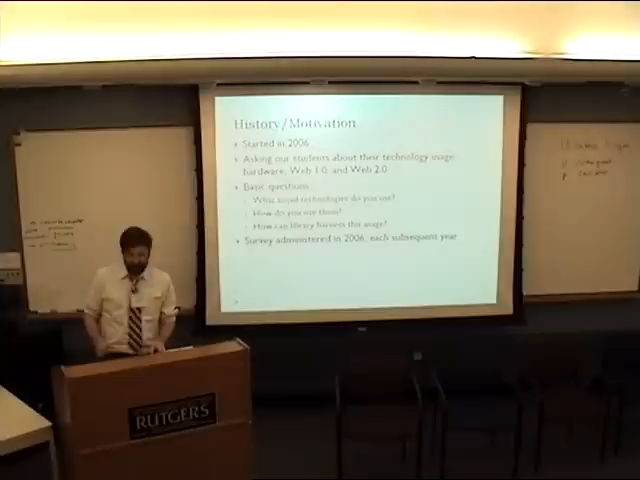 History/Motivation
Started in 2006
Asking our students about their technology usage
hardware, Web 1.0, and Web 2.0
Basic questions:
What social technologies do you use?
How do you use them?
How can library harness this usage?
Survey administered in 2006, each subsequent year
RUTGERS